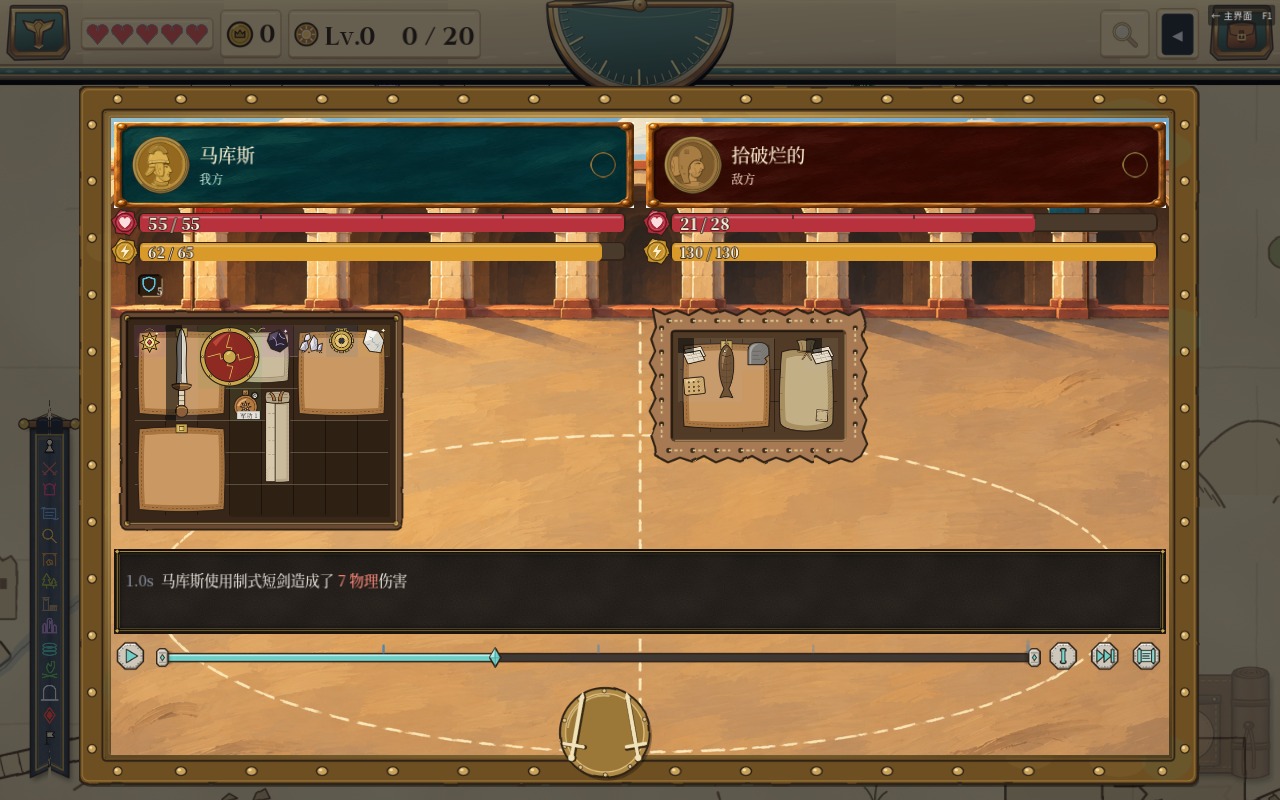 0
Lv.0 0 / 20
← 主界面 F1
马库斯
我方
拾破烂的
敌方
55 / 55
21 / 28
62 / 65
130 / 130
5
1.0s 马库斯使用制式短剑造成了 7 物理伤害